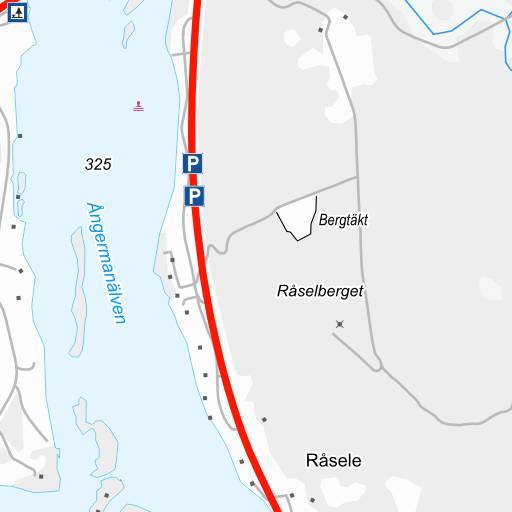 P
325
P
Ångermanälven
Bergtäkt
Råselberget
Råsele